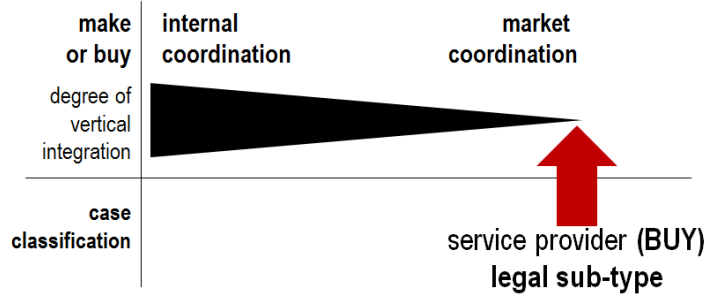 make or buy
internal coordination
market coordination
degree of vertical integration
case classification
service provider (BUY)
legal sub-type